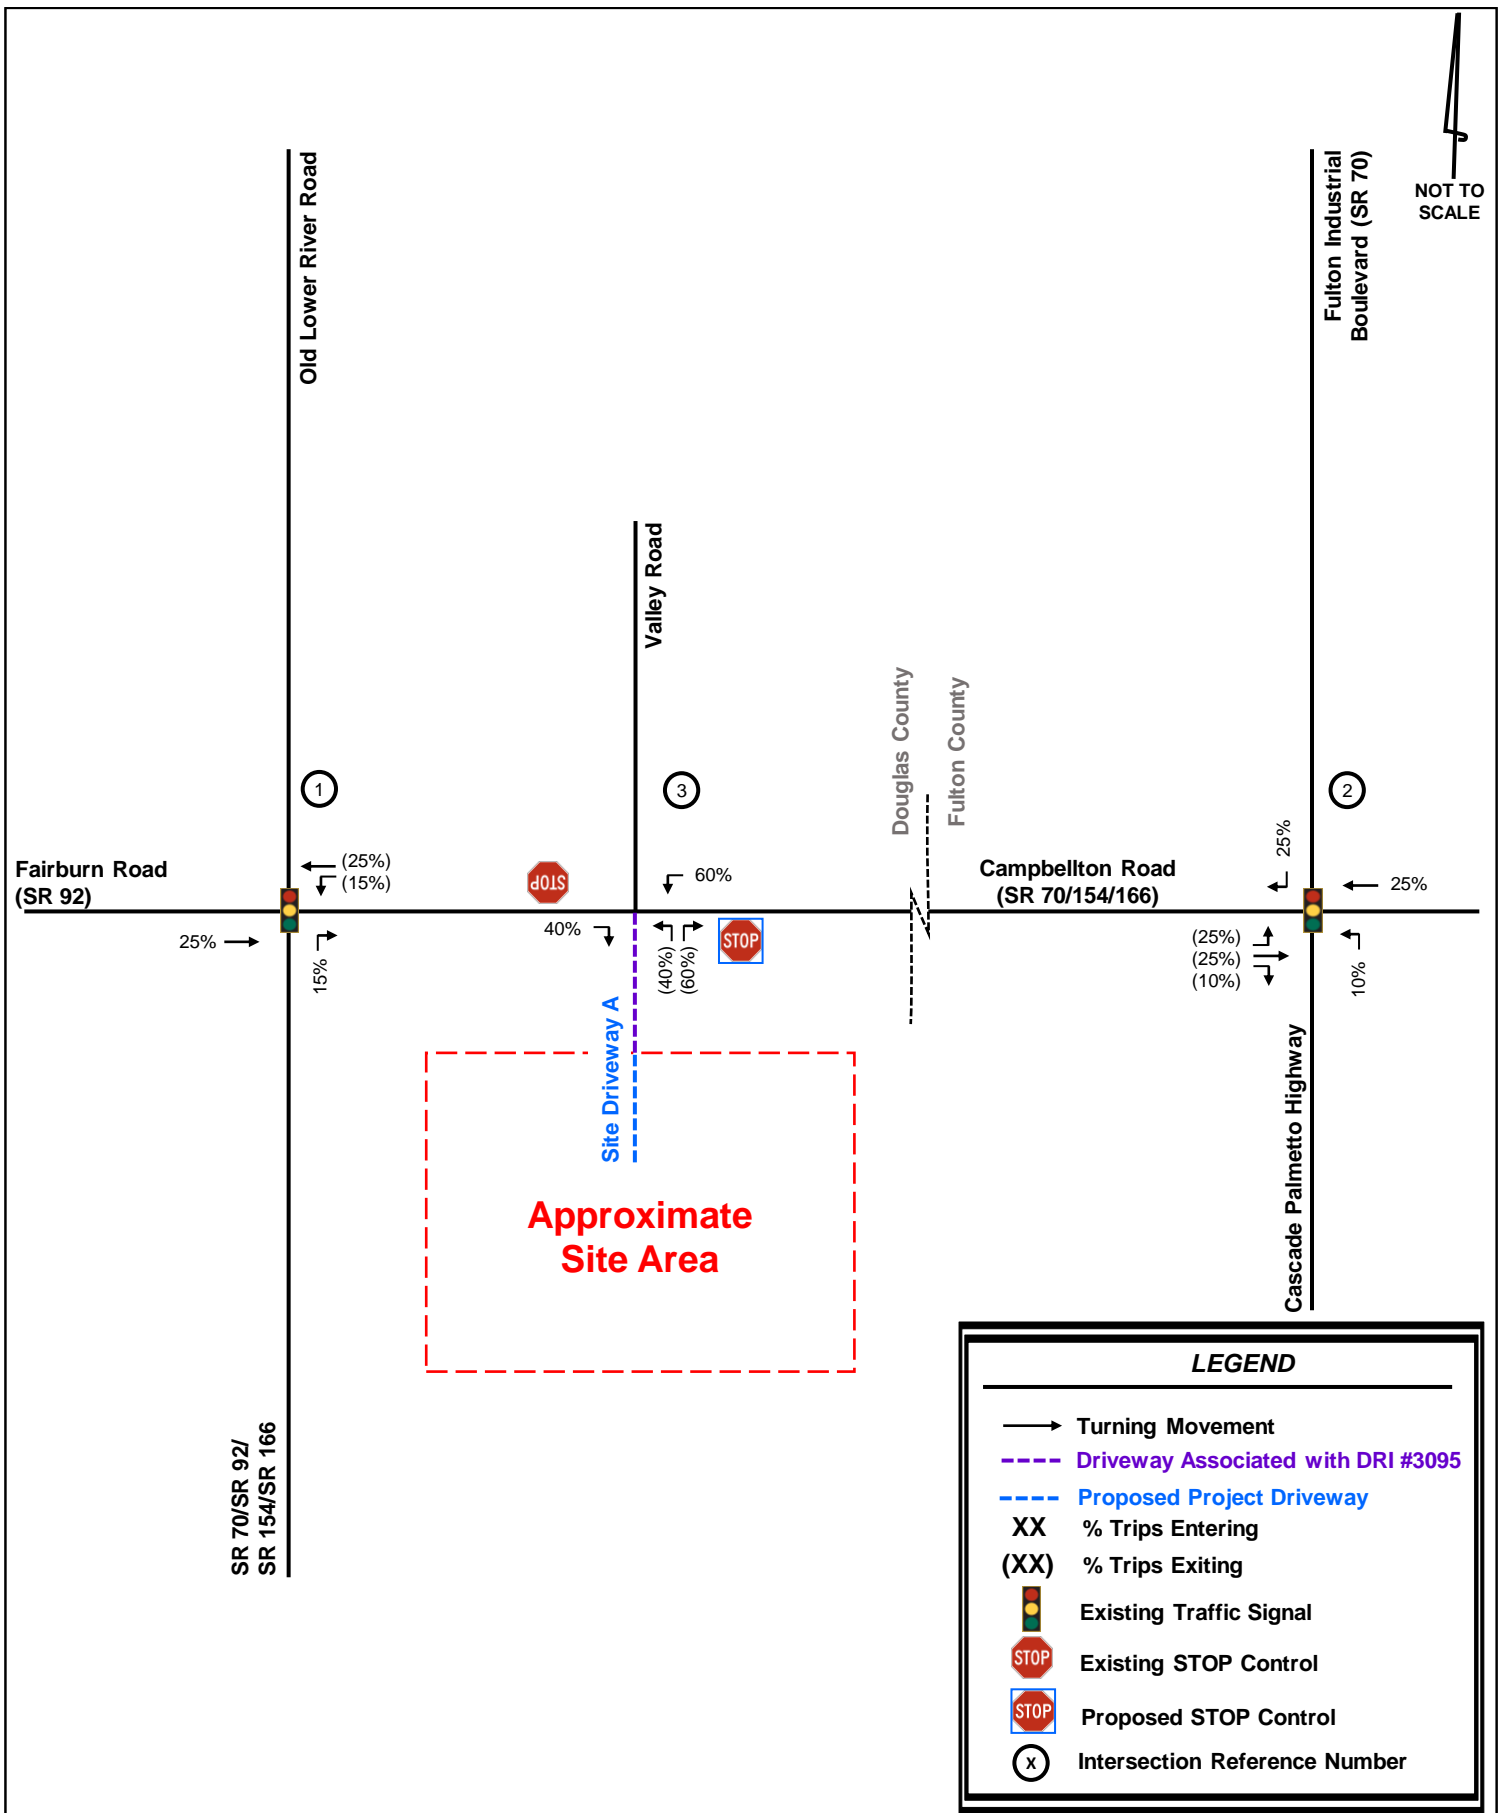 NOT TO
SCALE
Old Lower River Road
Fulton Industrial
Boulevard (SR 70)
Valley Road
Douglas County
Fulton County
1
3
2
Fairburn Road
(SR 92)
(25%)
(15%)
25%
15%
STOP
60%
40%
(40%)
(60%)
STOP
Campbellton Road
(SR 70/154/166)
25%
25%
(25%)
(25%)
(10%)
10%
Site Driveway A
Cascade Palmetto Highway
Approximate
Site Area
SR 70/SR 92/
SR 154/SR 166
LEGEND
Turning Movement
Driveway Associated with DRI #3095
Proposed Project Driveway
XX % Trips Entering
(XX) % Trips Exiting
Existing Traffic Signal
STOP Existing STOP Control
STOP Proposed STOP Control
X Intersection Reference Number